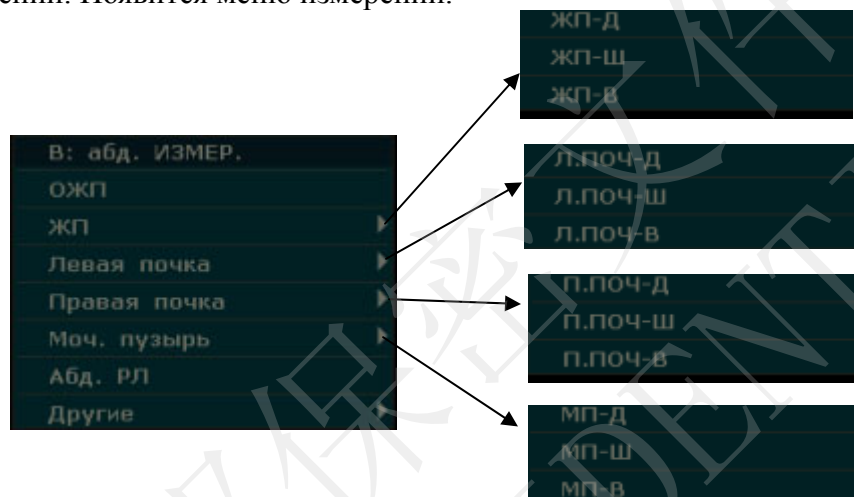 Появится меню измерений.
В: абд. ИЗМЕР.
ОЖП
ЖП
Левая почка
Правая почка
Моч. пузырь
Абд. РЛ
Другие
ЖП-Д
ЖП-Ш
ЖП-В
Л.ПОЧ-Д
Л.ПОЧ-Ш
Л.ПОЧ-В
П.ПОЧ-Д
П.ПОЧ-Ш
П.ПОЧ-В
МП-Д
МП-Ш
МП-В